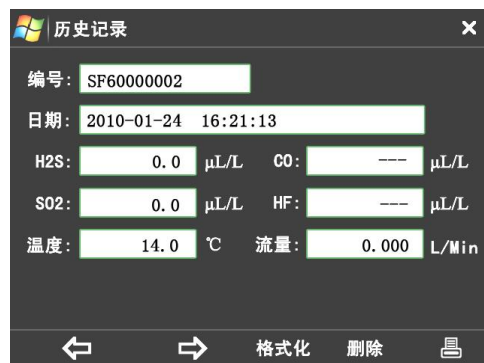 历史记录
编号: SF60000002
日期: 2010-01-24 16:21:13
H2S: 0.0 μL/L CO: --- μL/L
SO2: 0.0 μL/L HF: --- μL/L
温度: 14.0 ℃ 流量: 0.000 L/Min
格式化 删除